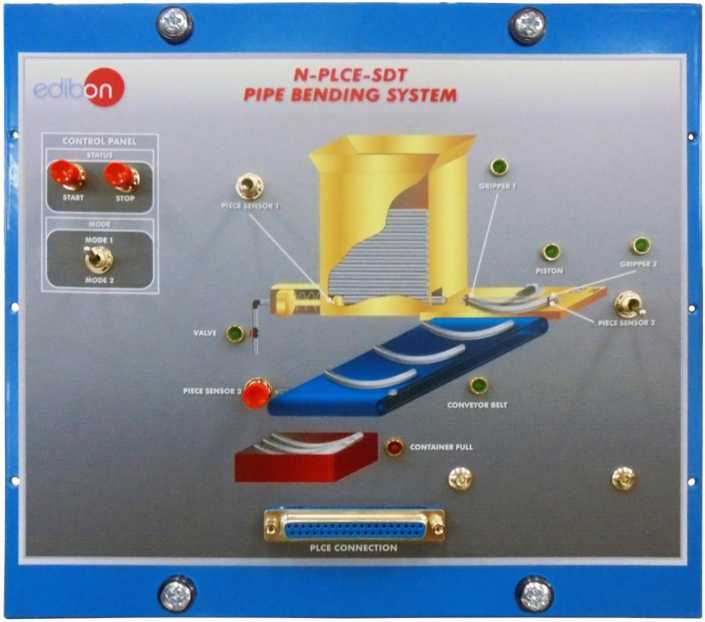 edibon
N-PLCE-SDT
PIPE BENDING SYSTEM
CONTROL PANEL
STATUS
START
STOP
MODE
MODE 1
MODE 2
PIECE SENSOR 1
GRIPPER 1
PISTON
GRIPPER 2
PIECE SENSOR 2
VALVE
PIECE SENSOR 3
CONVEYOR BELT
CONTAINER FULL
PLCE CONNECTION